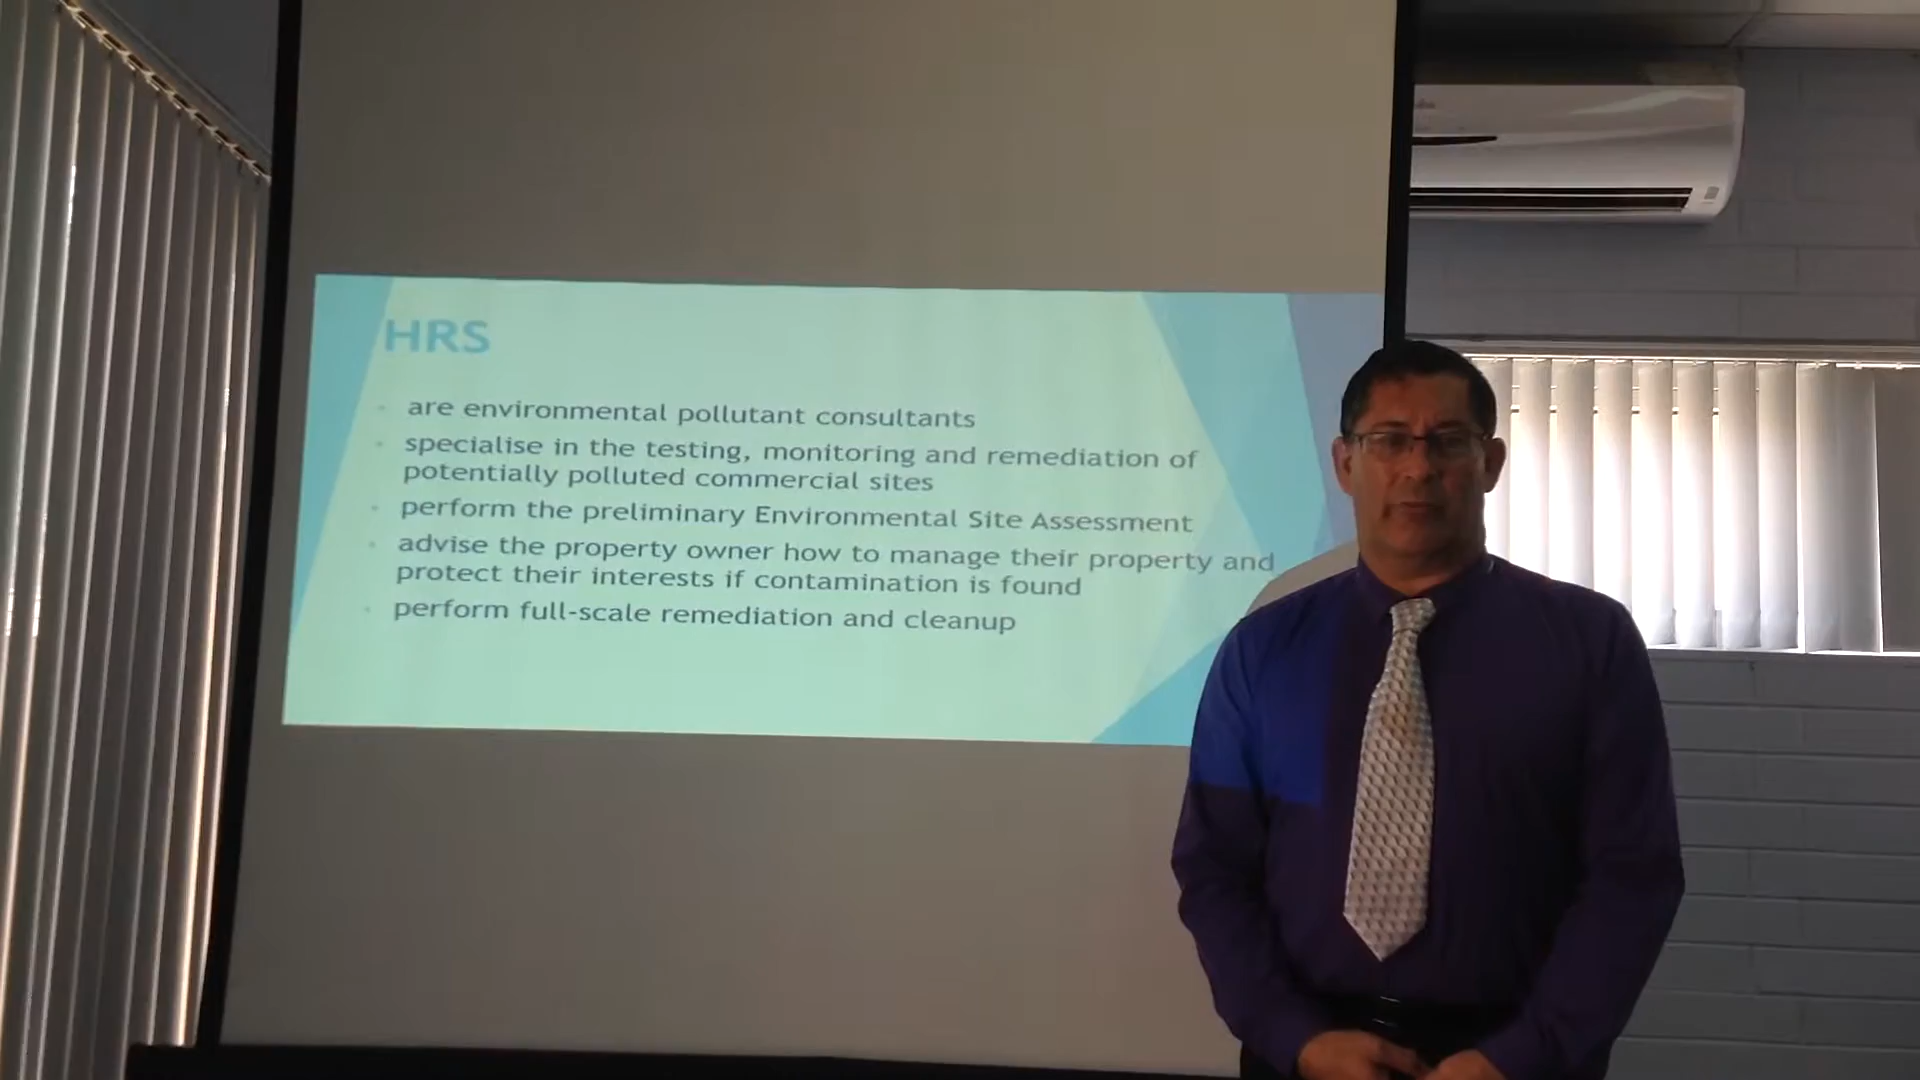 HRS
are environmental pollutant consultants
specialise in the testing, monitoring and remediation of
potentially polluted commercial sites
perform the preliminary Environmental Site Assessment
advise the property owner how to manage their property and
protect their interests if contamination is found
perform full-scale remediation and cleanup